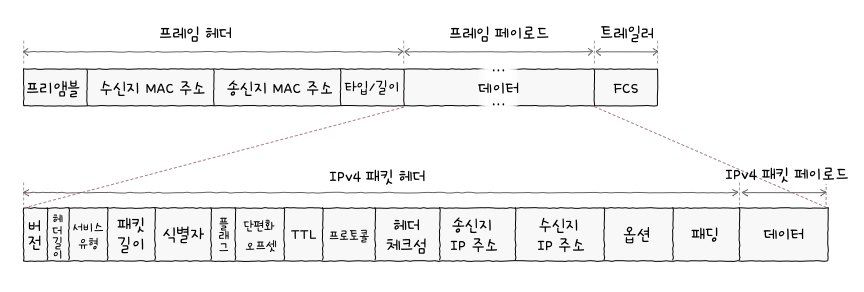 프레임 헤더
프레임 페이로드
트레일러
프리앰블
수신지 MAC 주소
송신지 MAC 주소
타입/길이
...
데이터
...
FCS
IPv4 패킷 헤더
IPv4 패킷 페이로드
버
전
헤
더
길
이
서비스
유형
패킷
길이
식별자
플
래
그
단편화
오프셋
TTL
프로토콜
헤더
체크섬
송신지
IP 주소
수신지
IP 주소
옵션
패딩
데이터